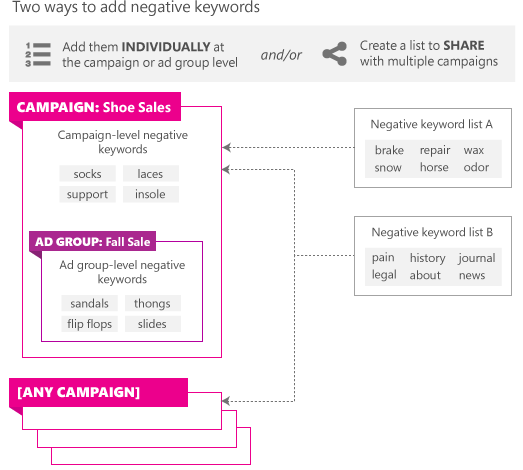 Two ways to add negative keywords
1
2
3
Add them INDIVIDUALLY at
the campaign or ad group level
and/or
Create a list to SHARE
with multiple campaigns
CAMPAIGN: Shoe Sales
Campaign-level negative
keywords
socks laces
support insole
AD GROUP: Fall Sale
Ad group-level negative
keywords
sandals thongs
flip flops slides
Negative keyword list A
brake repair wax
snow horse odor
Negative keyword list B
pain history journal
legal about news
[ANY CAMPAIGN]